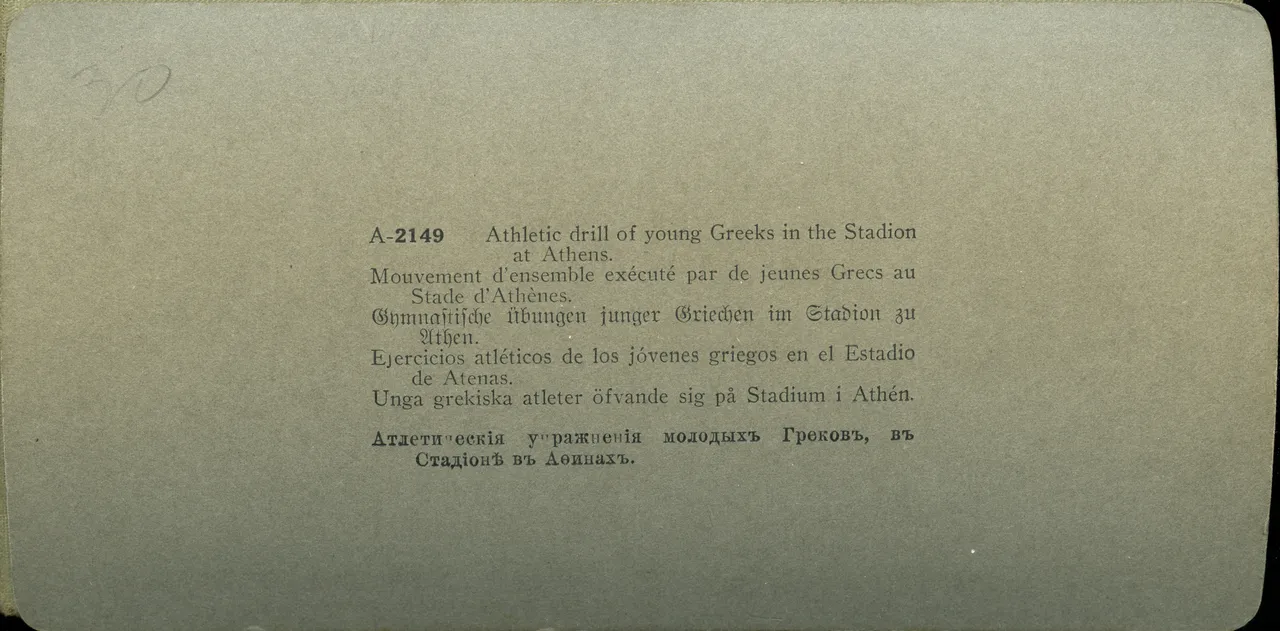 30
A-2149 Athletic drill of young Greeks in the Stadion
at Athens.
Mouvement d'ensemble exécuté par de jeunes Grecs au
Stade d'Athènes.
Gymnastische Übungen junger Griechen im Stadion zu
Athen.
Ejercicios atléticos de los jóvenes griegos en el Estadio
de Atenas.
Unga grekiska atleter öfvande sig på Stadium i Athén.
Атлетическія упражненія молодыхъ Грековъ, въ
Стадіонѣ въ Аѳинахъ.